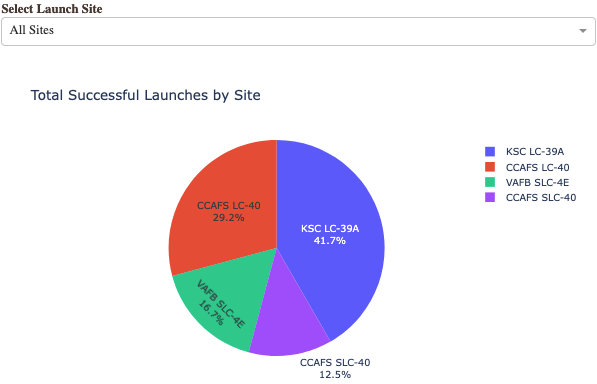 Select Launch Site
All Sites
Total Successful Launches by Site
KSC LC-39A
CCAFS LC-40
VAFB SLC-4E
CCAFS SLC-40
CCAFS LC-40
29.2%
KSC LC-39A
41.7%
VAFB SLC-4E
16.7%
CCAFS SLC-40
12.5%